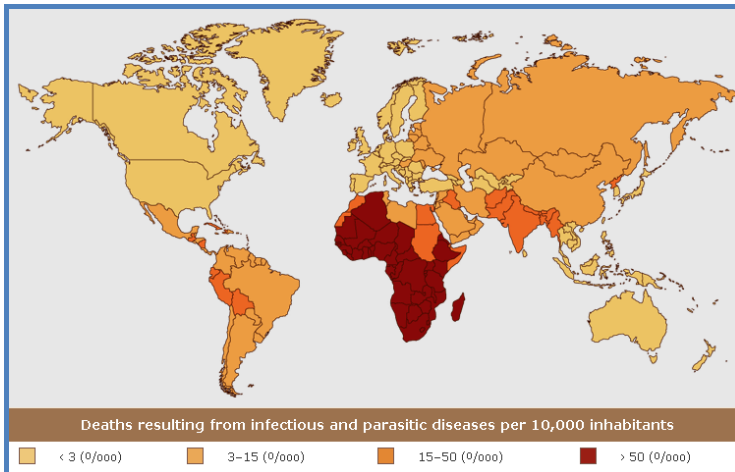 Deaths resulting from infectious and parasitic diseases per 10,000 inhabitants
< 3 (0/000) 3–15 (0/000) 15–50 (0/000) > 50 (0/000)